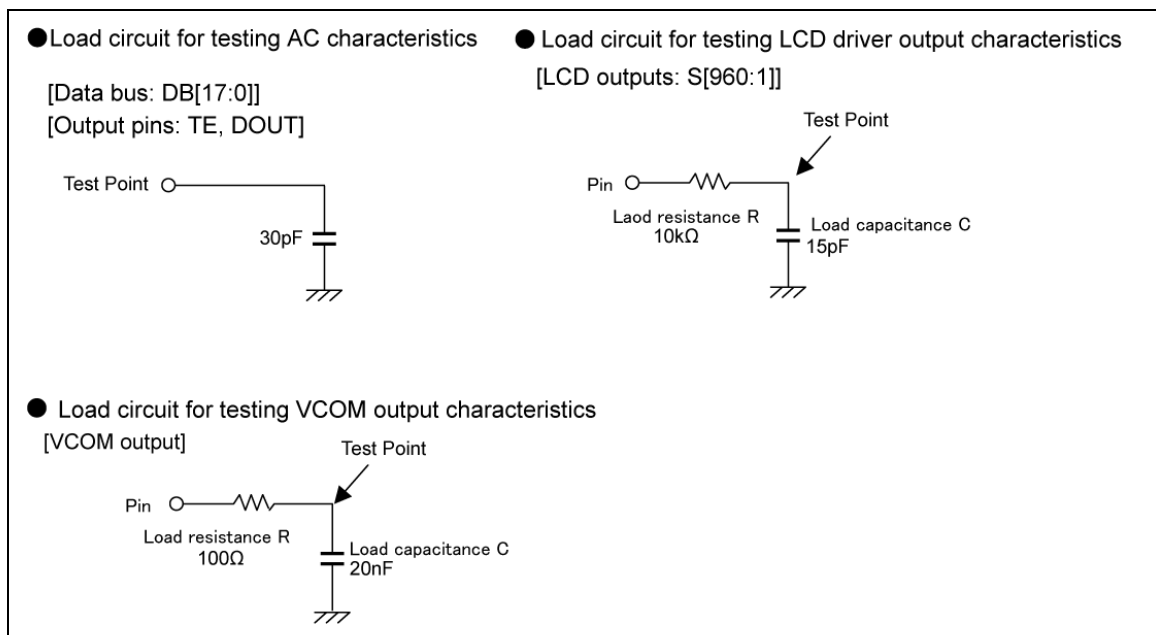 ●Load circuit for testing AC characteristics
[Data bus: DB[17:0]]
[Output pins: TE, DOUT]
Test Point
30pF
● Load circuit for testing LCD driver output characteristics
[LCD outputs: S[960:1]]
Test Point
Pin
Laod resistance R
10kΩ
Load capacitance C
15pF
● Load circuit for testing VCOM output characteristics
[VCOM output]
Test Point
Pin
Load resistance R
100Ω
Load capacitance C
20nF